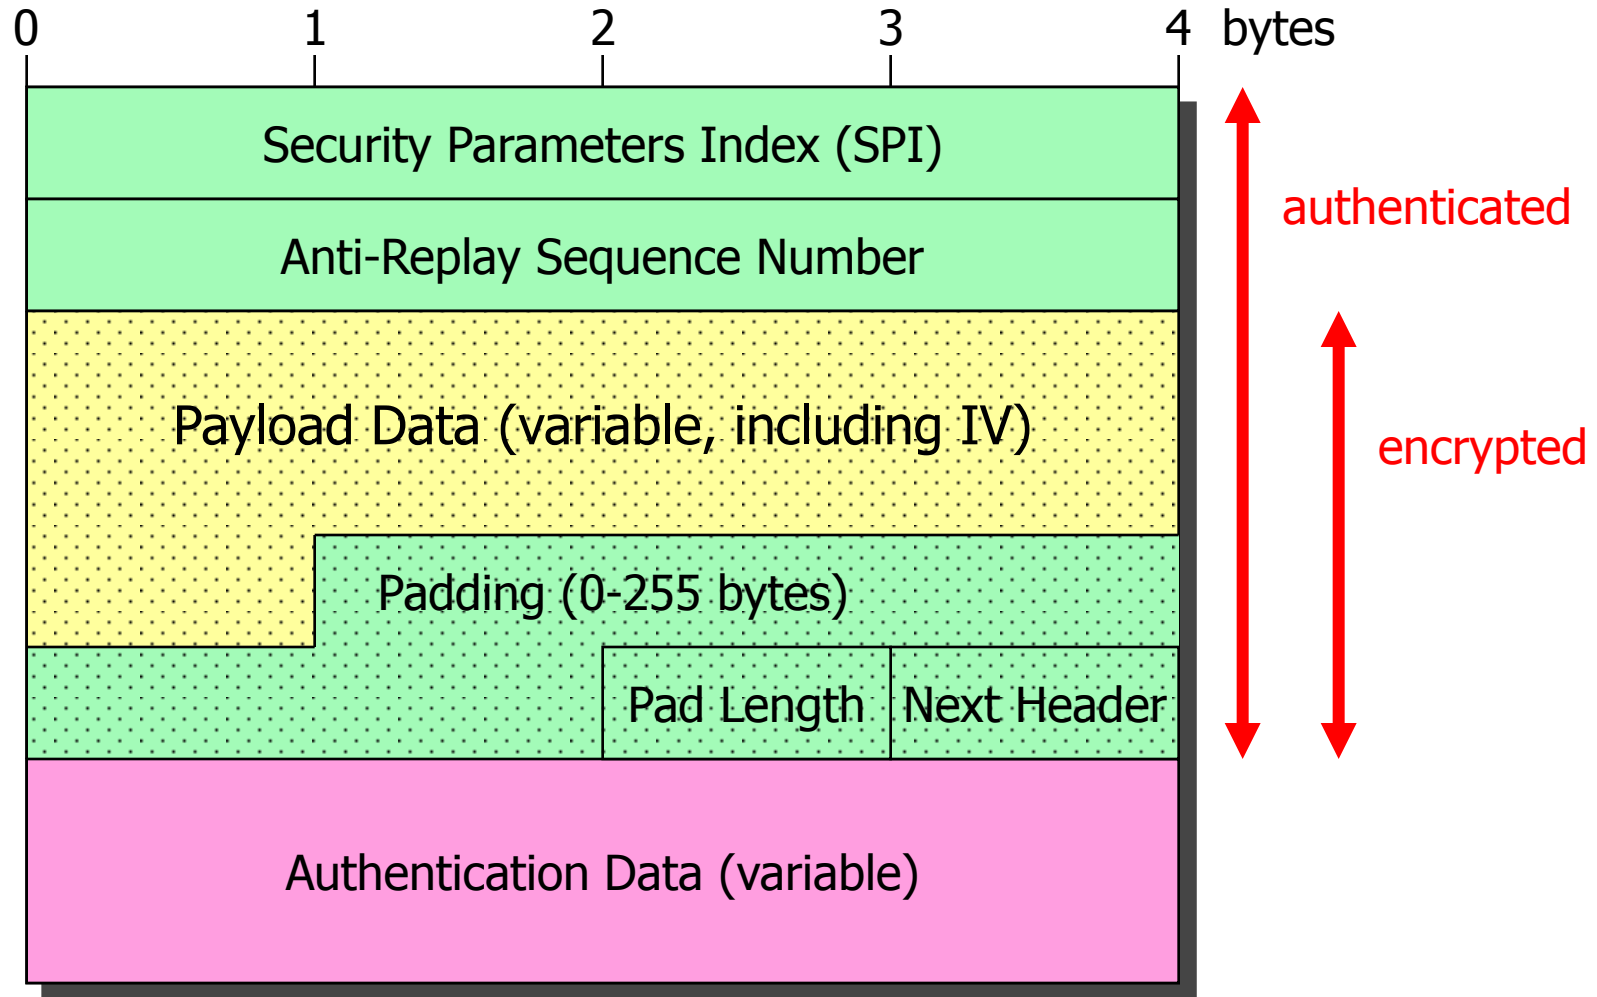 0 1 2 3 4 bytes
Security Parameters Index (SPI)
authenticated
Anti-Replay Sequence Number
Payload Data (variable, including IV)
encrypted
Padding (0-255 bytes)
Pad Length Next Header
Authentication Data (variable)